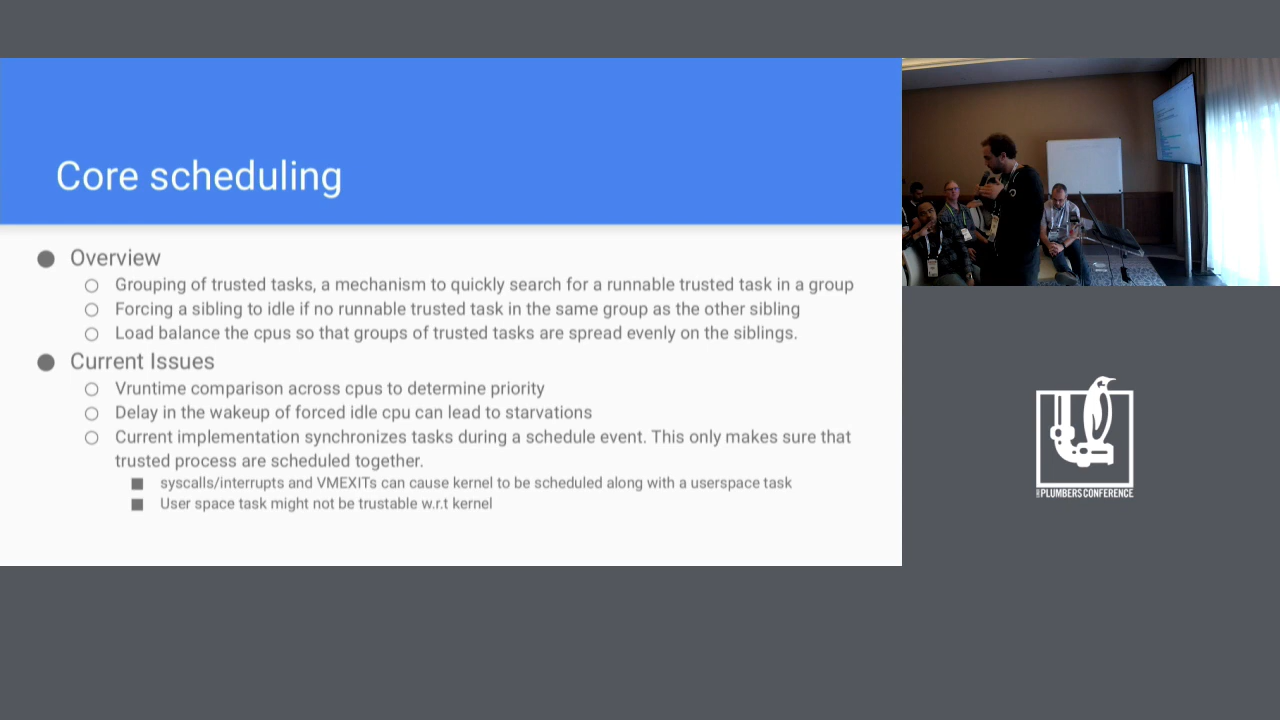 Core scheduling
Overview
Grouping of trusted tasks, a mechanism to quickly search for a runnable trusted task in a group
Forcing a sibling to idle if no runnable trusted task in the same group as the other sibling
Load balance the cpus so that groups of trusted tasks are spread evenly on the siblings.
Current Issues
Vruntime comparison across cpus to determine priority
Delay in the wakeup of forced idle cpu can lead to starvations
Current implementation synchronizes tasks during a schedule event. This only makes sure that
trusted process are scheduled together.
syscalls/interrupts and VMEXITs can cause kernel to be scheduled along with a userspace task
User space task might not be trustable w.r.t kernel
PLUMBERS CONFERENCE